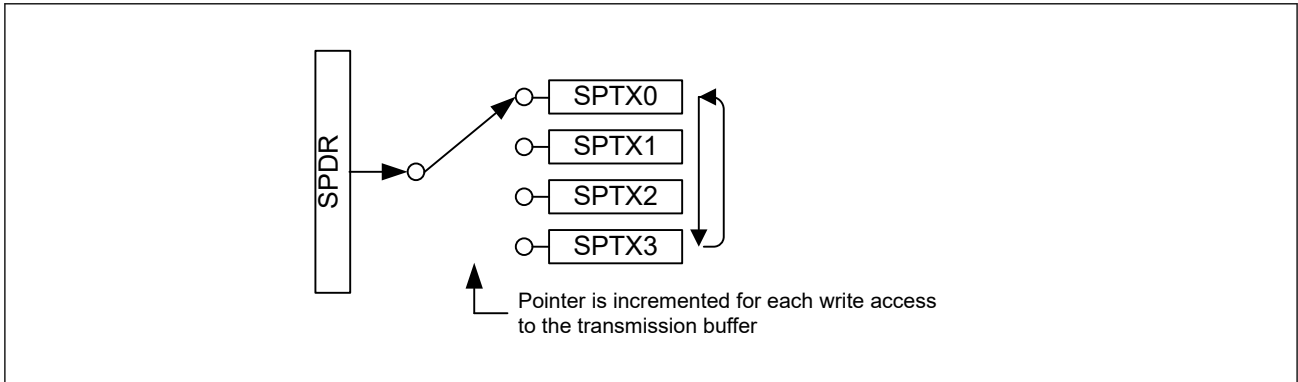 SPDR
SPTX0
SPTX1
SPTX2
SPTX3
Pointer is incremented for each write access
to the transmission buffer